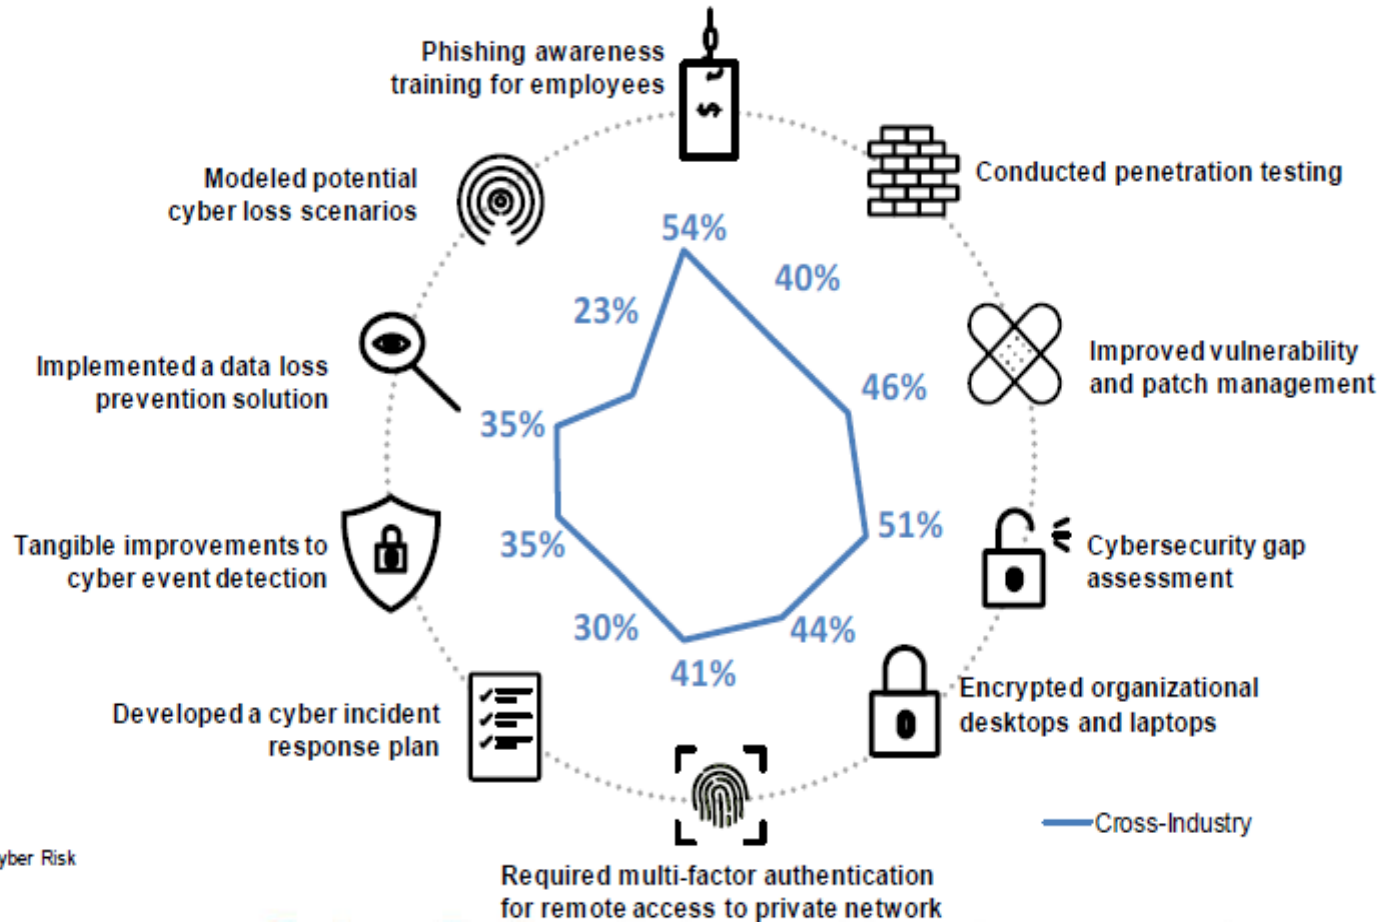 Phishing awareness
training for employees
Conducted penetration testing
Modeled potential
cyber loss scenarios
54%
40%
23%
Improved vulnerability
and patch management
Implemented a data loss
prevention solution
46%
35%
51%
Cybersecurity gap
assessment
Tangible improvements to
cyber event detection
35%
44%
30%
41%
Encrypted organizational
desktops and laptops
Developed a cyber incident
response plan
Cross-Industry
yber Risk
Required multi-factor authentication
for remote access to private network